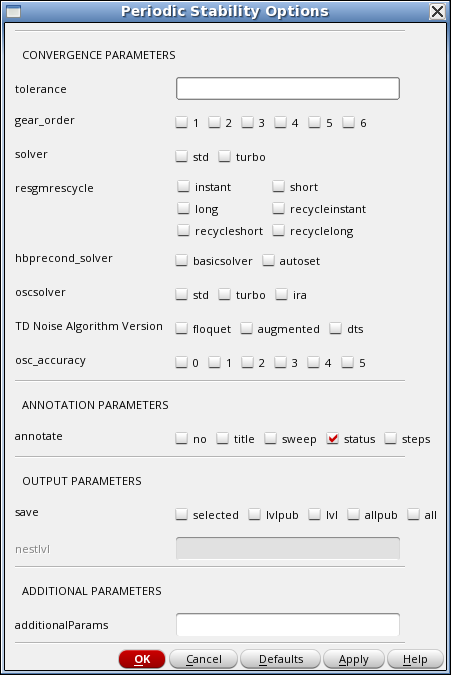 Periodic Stability Options
CONVERGENCE PARAMETERS
tolerance
gear_order 1 2 3 4 5 6
solver std turbo
resgmrescycle instant short
long recycleinstant
recycleshort recyclelong
hbprecond_solver basicsolver autoset
oscsolver std turbo ira
TD Noise Algorithm Version floquet augmented dts
osc_accuracy 0 1 2 3 4 5
ANNOTATION PARAMETERS
annotate no title sweep status steps
OUTPUT PARAMETERS
save selected lvlpub lvl allpub all
nestlvl
ADDITIONAL PARAMETERS
additionalParams
OK Cancel Defaults Apply Help